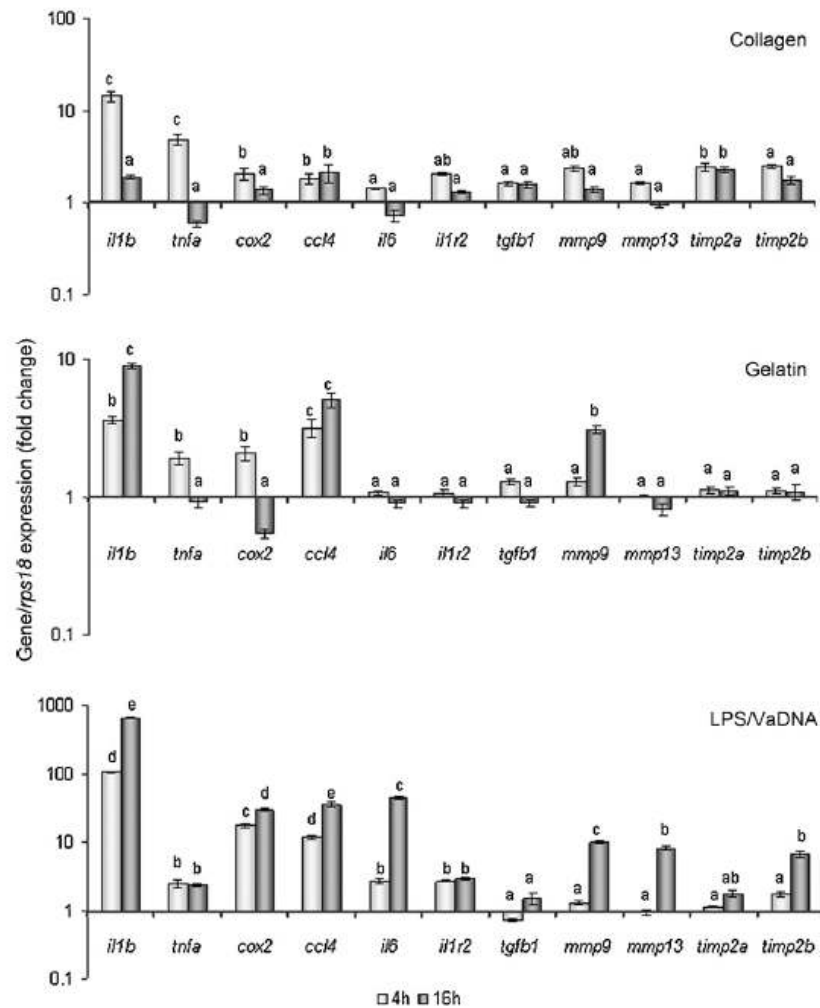 Gene/rps18 expression (fold change)
Collagen
100
10
1
0.1
c a c a b a b b a a ab a a a ab a a a b b a a
il1b tnfa cox2 ccl4 il6 il1r2 tgfb1 mmp9 mmp13 timp2a timp2b
Gelatin
10
1
0.1
b c b a b a c c a a a a a a a b a a a a a a
il1b tnfa cox2 ccl4 il6 il1r2 tgfb1 mmp9 mmp13 timp2a timp2b
LPS/VaDNA
1000
100
10
1
0.1
d e b b c d d e b c b b a a a c a b a ab a b
il1b tnfa cox2 ccl4 il6 il1r2 tgfb1 mmp9 mmp13 timp2a timp2b
4h 16h